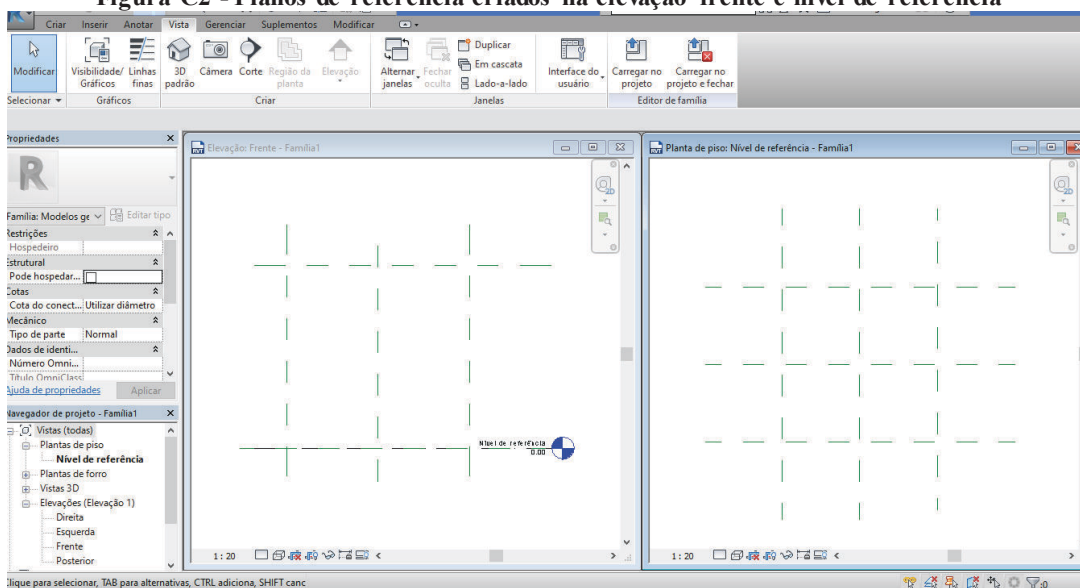 Figura C2 - Planos de referência criados na elevação frente e nível de referência
Criar Inserir Anotar Vista Gerenciar Suplementos Modificar
Modificar
Visibilidade/ Gráficos
Linhas finas
3D padrão
Câmera
Corte
Região da planta
Elevação
Alternar janelas
Fechar oculta
Duplicar
Em cascata
Lado-a-lado
Interface do usuário
Carregar no projeto
Carregar no projeto e fechar
Selecionar
Gráficos
Criar
Janelas
Editor de família
Propriedades
R
Família: Modelos ge
Editar tipo
Restrições
Hospedeiro
Estrutural
Pode hospedar...
Cotas
Cota do conect... Utilizar diâmetro
Mecânico
Tipo de parte Normal
Dados de identi...
Número Omni...
Título OmniClass
Ajuda de propriedades
Aplicar
Navegador de projeto - Família1
Vistas (todas)
Plantas de piso
Nível de referência
Plantas de forro
Vistas 3D
Elevações (Elevação 1)
Direita
Esquerda
Frente
Posterior
Elevação: Frente - Família1
2D
Nível de referência
0.00
1 : 20
Planta de piso: Nível de referência - Família1
2D
1 : 20
Clique para selecionar, TAB para alternativas, CTRL adiciona, SHIFT canc
:0